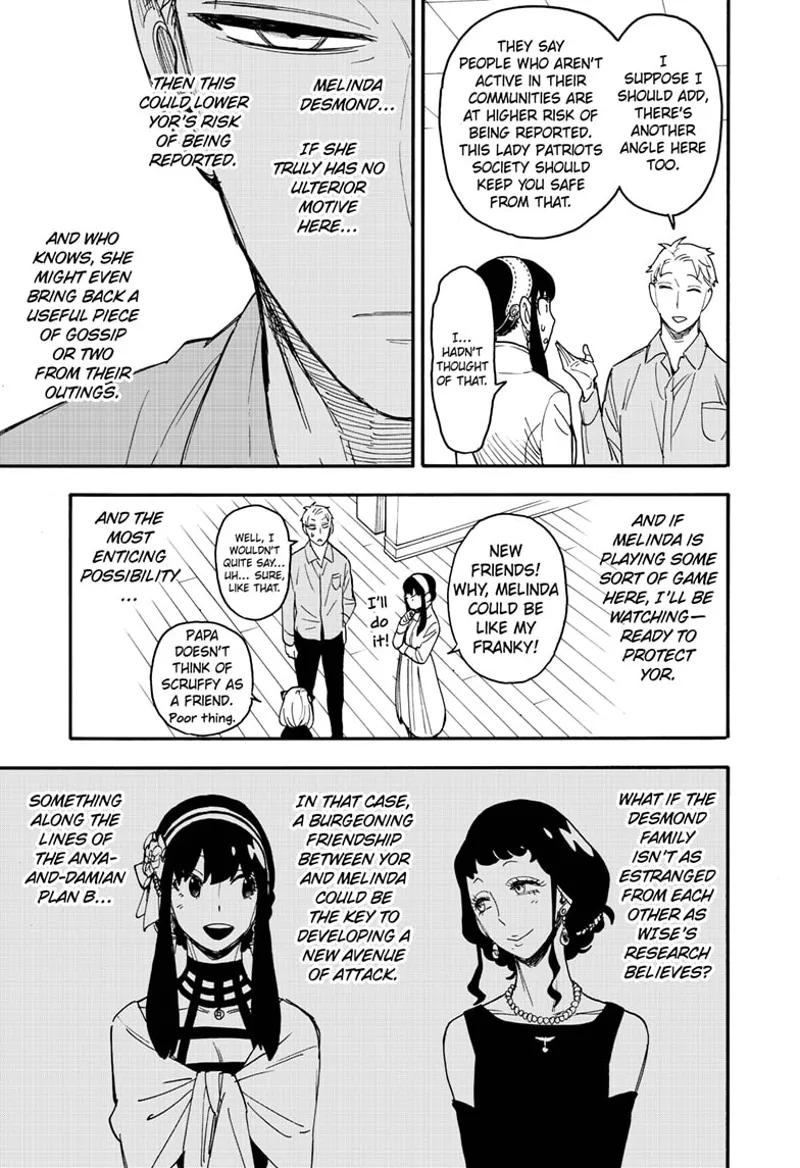 I
SUPPOSE I
SHOULD ADD,
THERE'S
ANOTHER
ANGLE HERE
TOO.
THEY SAY
PEOPLE WHO AREN'T
ACTIVE IN THEIR
COMMUNITIES ARE
AT HIGHER RISK OF
BEING REPORTED.
THIS LADY PATRIOTS
SOCIETY SHOULD
KEEP YOU SAFE
FROM THAT.
I...
HADN'T
THOUGHT
OF THAT.
MELINDA
DESMOND...
IF SHE
TRULY HAS NO
ULTERIOR
MOTIVE
HERE...
THEN THIS
COULD LOWER
YOR'S RISK
OF BEING
REPORTED.
AND WHO
KNOWS, SHE
MIGHT EVEN
BRING BACK A
USEFUL PIECE
OF GOSSIP
OR TWO
FROM THEIR
OUTINGS.
AND IF
MELINDA IS
PLAYING SOME
SORT OF GAME
HERE, I'LL BE
WATCHING—
READY TO
PROTECT
YOR.
NEW
FRIENDS!
WHY, MELINDA
COULD BE
LIKE MY
FRANKY!
I'll
do
it!
WELL, I
WOULDN'T
QUITE SAY...
UH... SURE,
LIKE THAT.
PAPA
DOESN'T
THINK OF
SCRUFFY AS
A FRIEND.
Poor thing.
AND THE
MOST
ENTICING
POSSIBILITY
...
WHAT IF THE
DESMOND
FAMILY
ISN'T AS
ESTRANGED
FROM EACH
OTHER AS
WISE'S
RESEARCH
BELIEVES?
IN THAT CASE,
A BURGEONING
FRIENDSHIP
BETWEEN YOR
AND MELINDA
COULD BE
THE KEY TO
DEVELOPING A
NEW AVENUE
OF ATTACK.
SOMETHING
ALONG THE
LINES OF
THE ANYA-
AND-DAMIAN
PLAN B...